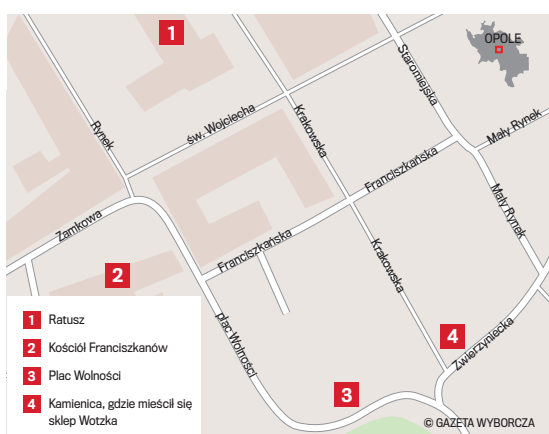 1
OPOLE
Staromiejska
Rynek
św. Wojciecha
Krakowska
Mały Rynek
Franciszkańska
Mały Rynek
Zamkowa
Franciszkańska
Krakowska
2
plac Wolności
4
Zwierzyniecka
3
1 Ratusz
2 Kościół Franciszkanów
3 Plac Wolności
4 Kamienica, gdzie mieścił się
sklep Wotzka
© GAZETA WYBORCZA